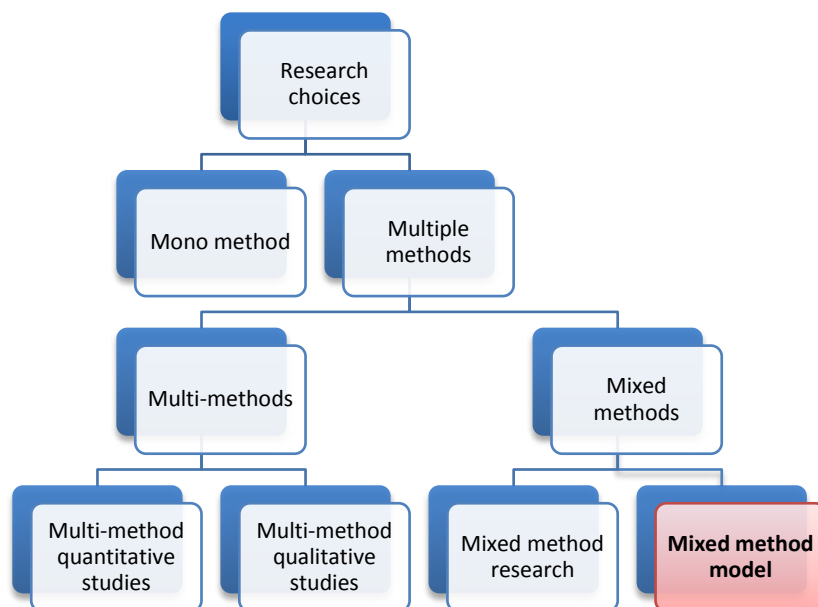 Research
choices
Mono method
Multiple
methods
Multi-methods
Mixed
methods
Multi-method
quantitative
studies
Multi-method
qualitative
studies
Mixed method
research
Mixed method
model